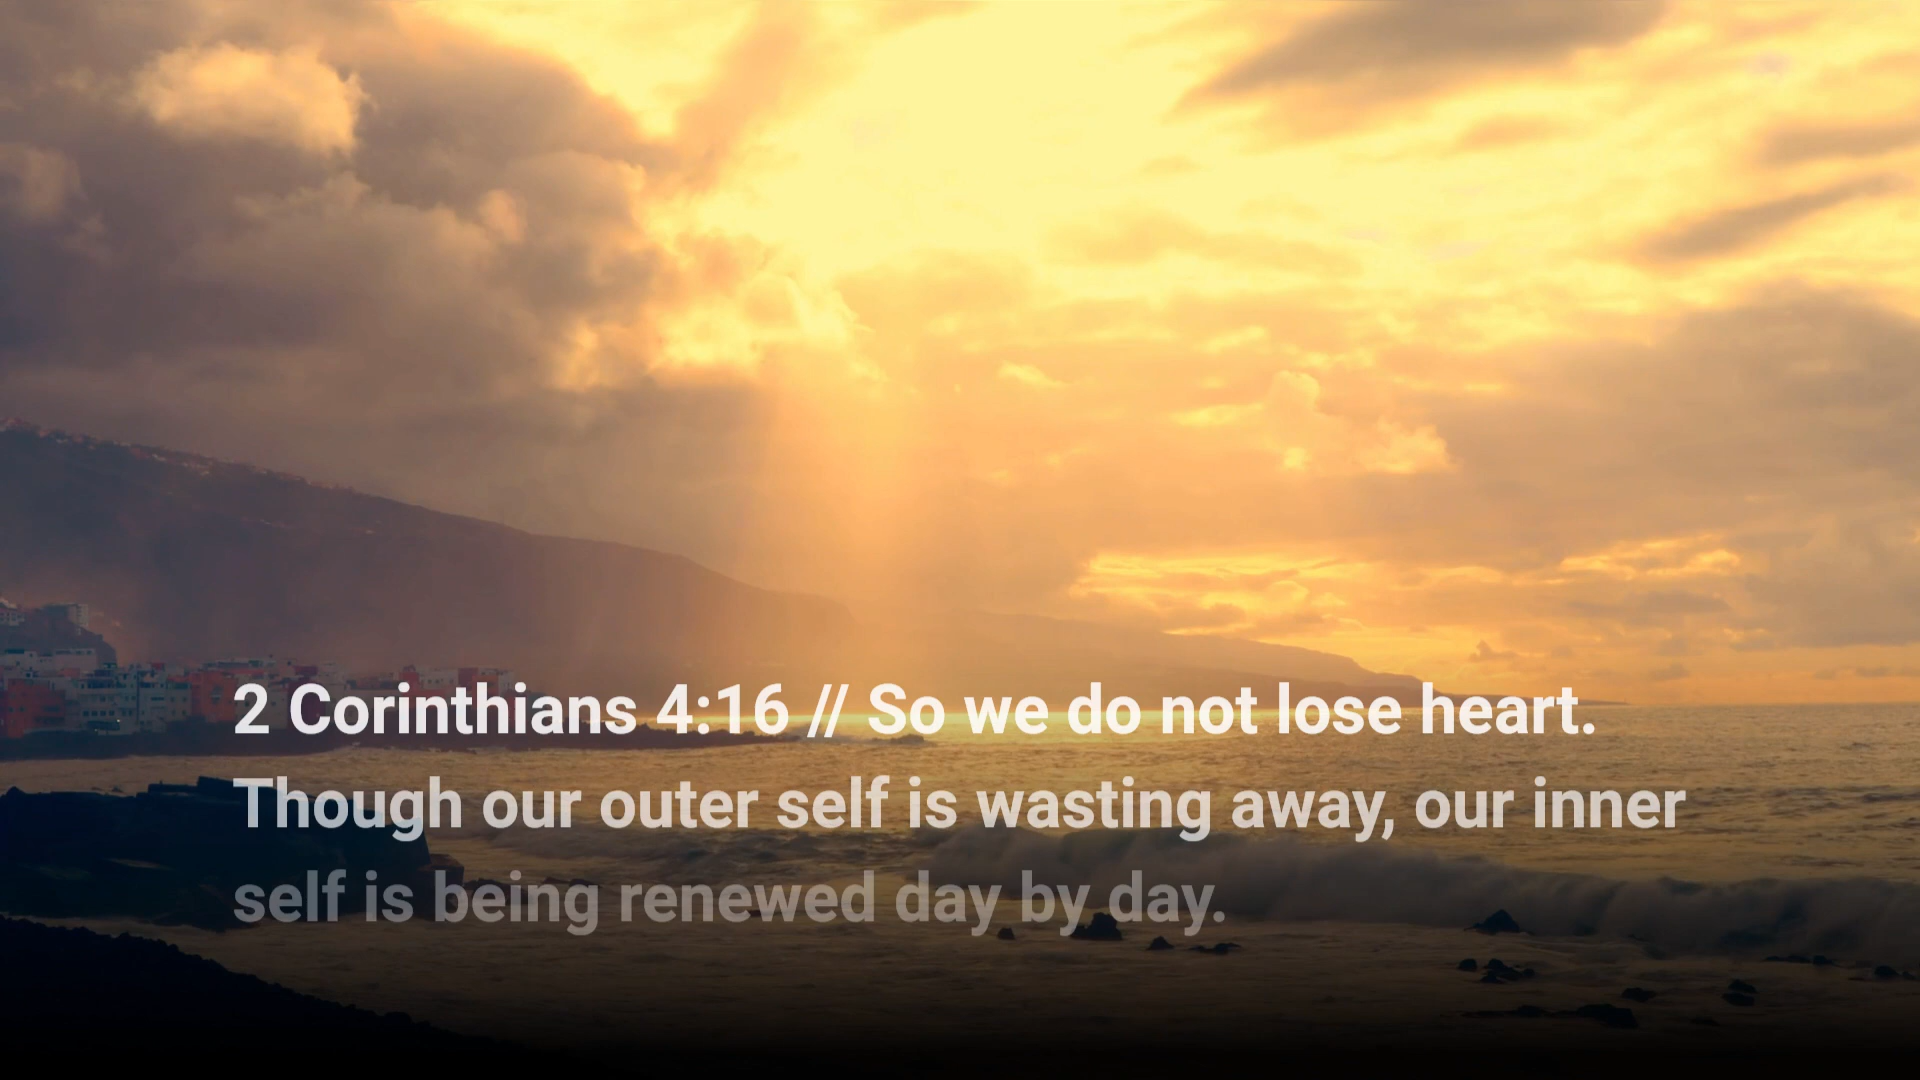 2 Corinthians 4:16 // So we do not lose heart.
Though our outer self is wasting away, our inner
self is being renewed day by day.